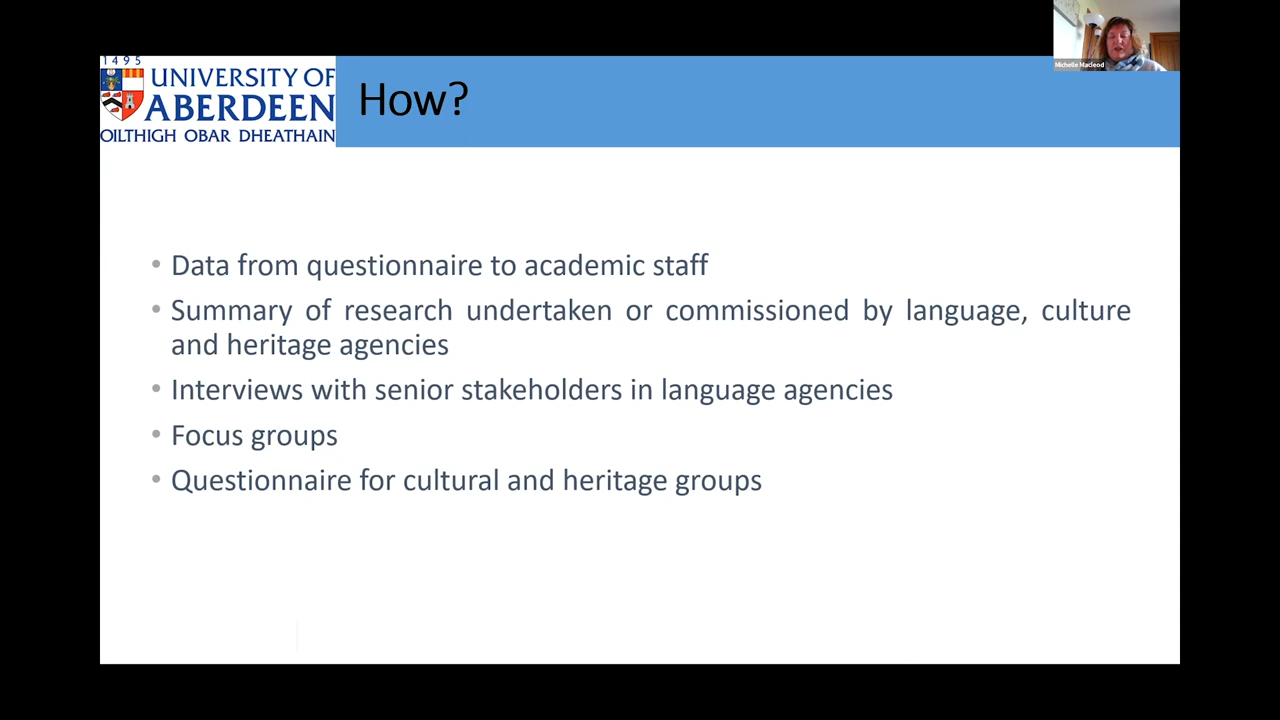 1495
UNIVERSITY OF
ABERDEEN
OILTHIGH OBAR DHEATHAIN
How?
Michelle Macleod
• Data from questionnaire to academic staff
• Summary of research undertaken or commissioned by language, culture
and heritage agencies
• Interviews with senior stakeholders in language agencies
• Focus groups
• Questionnaire for cultural and heritage groups